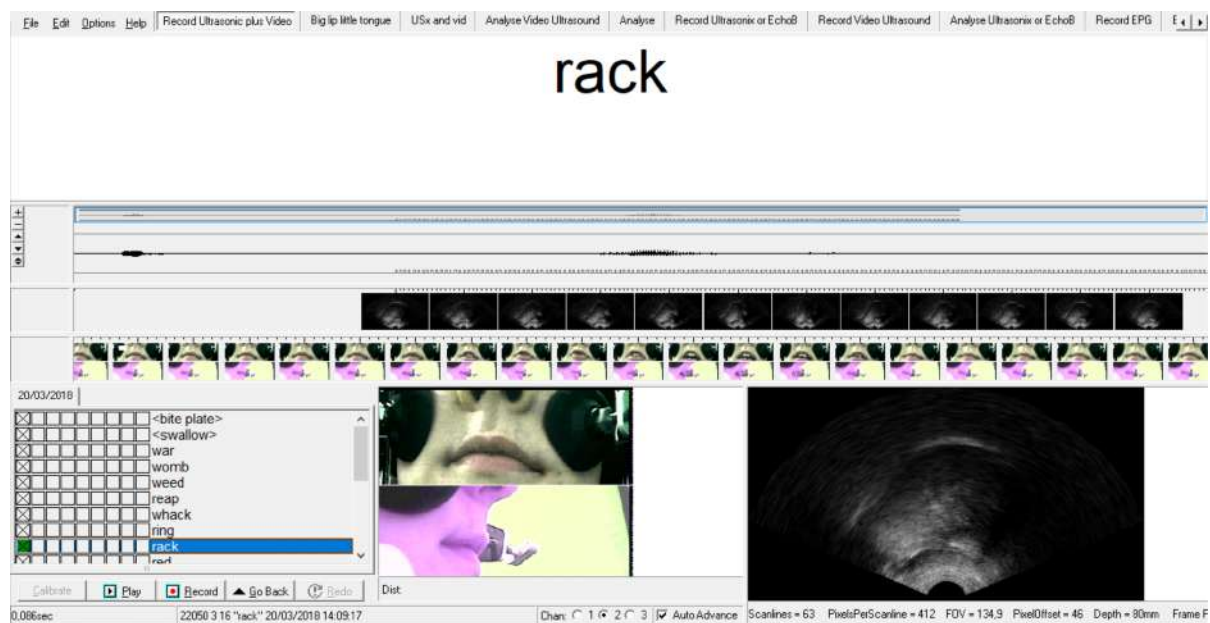 File Edit Options Help Record Ultrasonic plus Video Big lip little tongue USx and vid Analyse Video Ultrasound Analyse Record Ultrasonix or EchoB Record Video Ultrasound Analyse Ultrasonix or EchoB Record EPG
rack
20/03/2018
<bite plate>
<swallow>
war
womb
weed
reap
whack
ring
rack
red
Calibrate Play Record Go Back Redo
Dist:
0,086sec 22050 3.16 "rack" 20/03/2018 14:09:17 Chan: 1 2 3 Auto Advance Scanlines = 63 PixelsPerScanline = 412 FOV = 134,9 PixelOffset = 46 Depth = 80mm Frame F